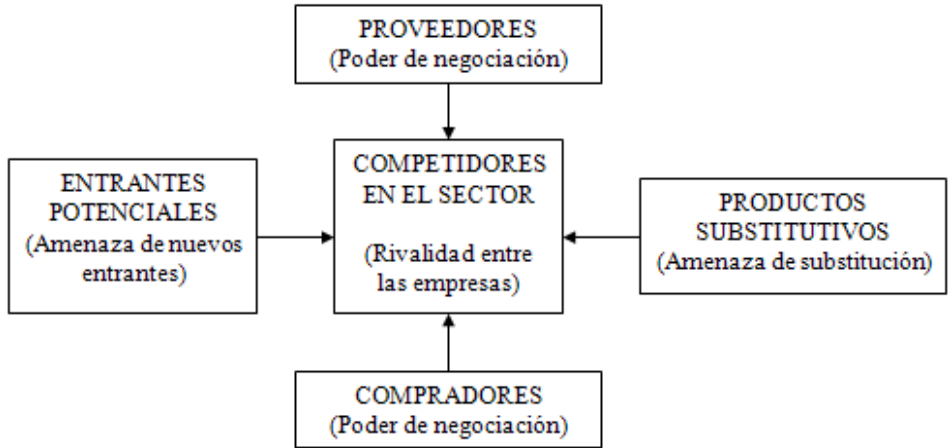 PROVEEDORES
(Poder de negociación)
ENTRANTES
POTENCIALES
(Amenaza de nuevos
entrantes)
COMPETIDORES
EN EL SECTOR
(Rivalidad entre
las empresas)
PRODUCTOS
SUBSTITUTIVOS
(Amenaza de substitución)
COMPRADORES
(Poder de negociación)